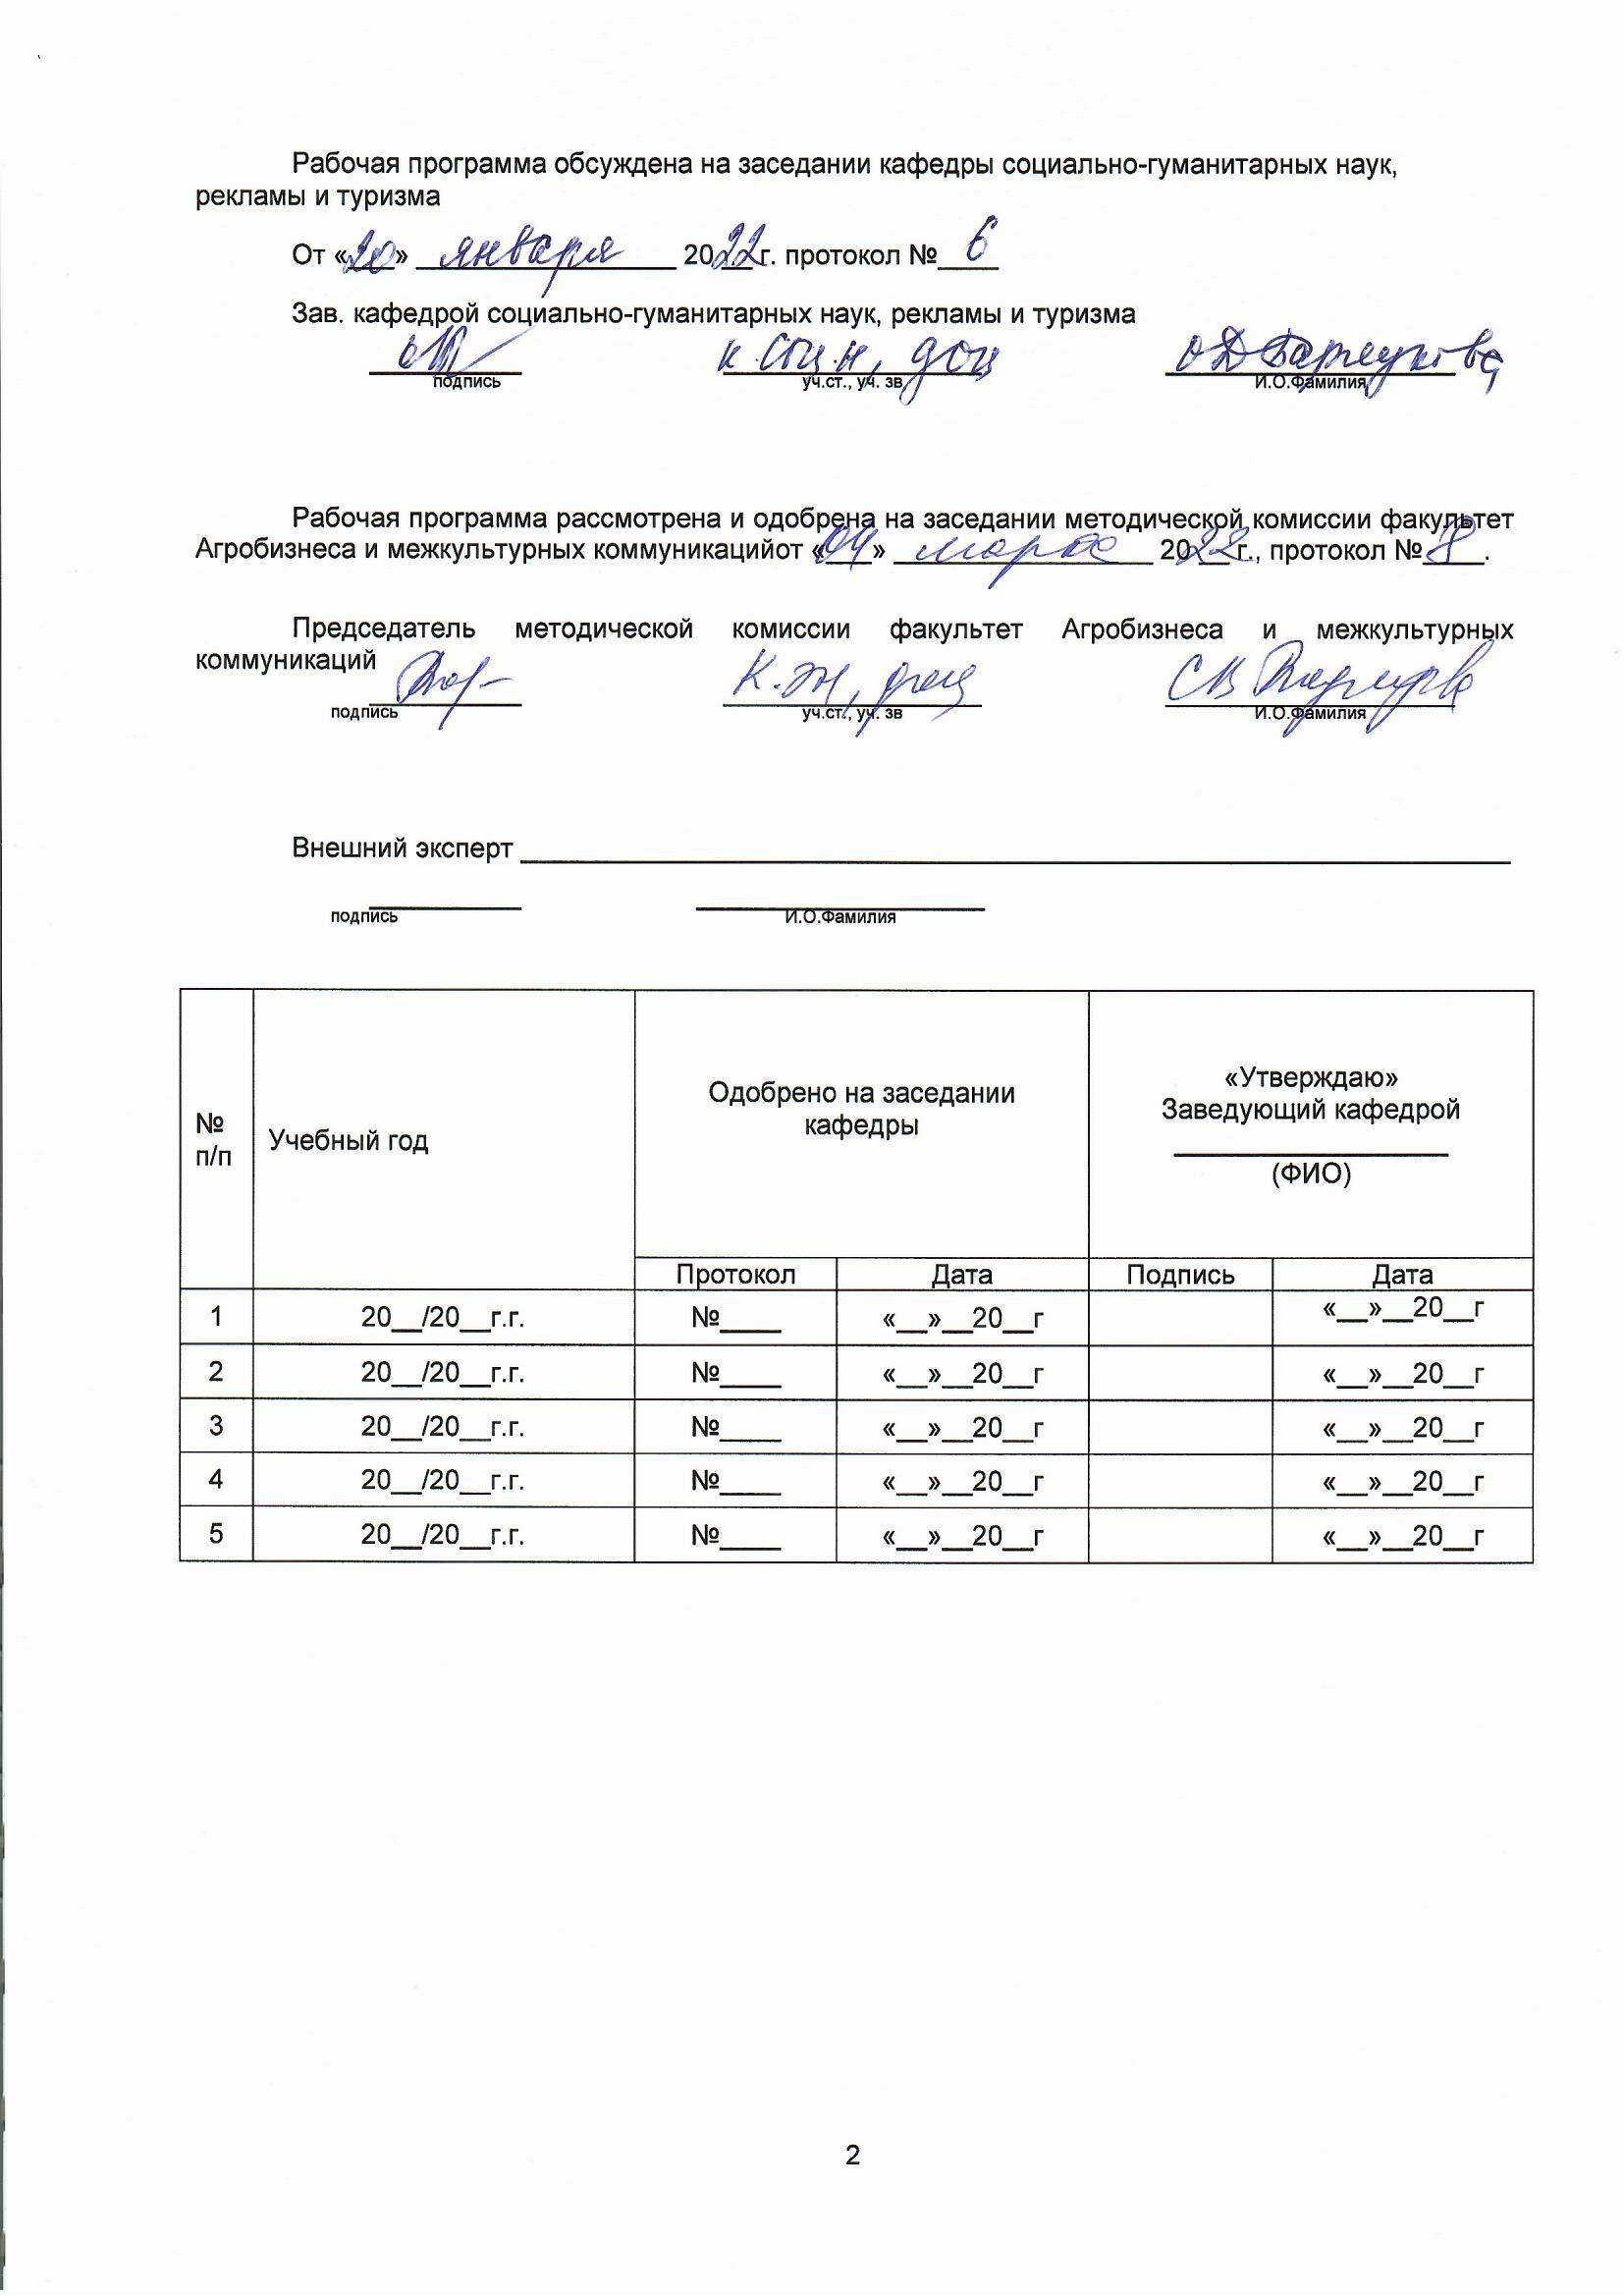 Рабочая программа обсуждена на заседании кафедры социально-гуманитарных наук,
рекламы и туризма
От «20» января 2022г. протокол № 6
Зав. кафедрой социально-гуманитарных наук, рекламы и туризма
к.соц.н, доц
подпись уч.ст., уч. зв И.О.Фамилия
Рабочая программа рассмотрена и одобрена на заседании методической комиссии факультет
Агробизнеса и межкультурных коммуникацийот «04» марта 2022г., протокол № 8.
Председатель методической комиссии факультет Агробизнеса и межкультурных
коммуникаций
доц
подпись уч.ст., уч. зв И.О.Фамилия
Внешний эксперт ____
подпись И.О.Фамилия
№ п/п Учебный год Одобрено на заседании кафедры «Утверждаю» Заведующий кафедрой ____ (ФИО)
Протокол Дата Подпись Дата
1 20__/20__г.г. №____ «__»__20__г «__»__20__г
2 20__/20__г.г. №____ «__»__20__г «__»__20__г
3 20__/20__г.г. №____ «__»__20__г «__»__20__г
4 20__/20__г.г. №____ «__»__20__г «__»__20__г
5 20__/20__г.г. №____ «__»__20__г «__»__20__г
2